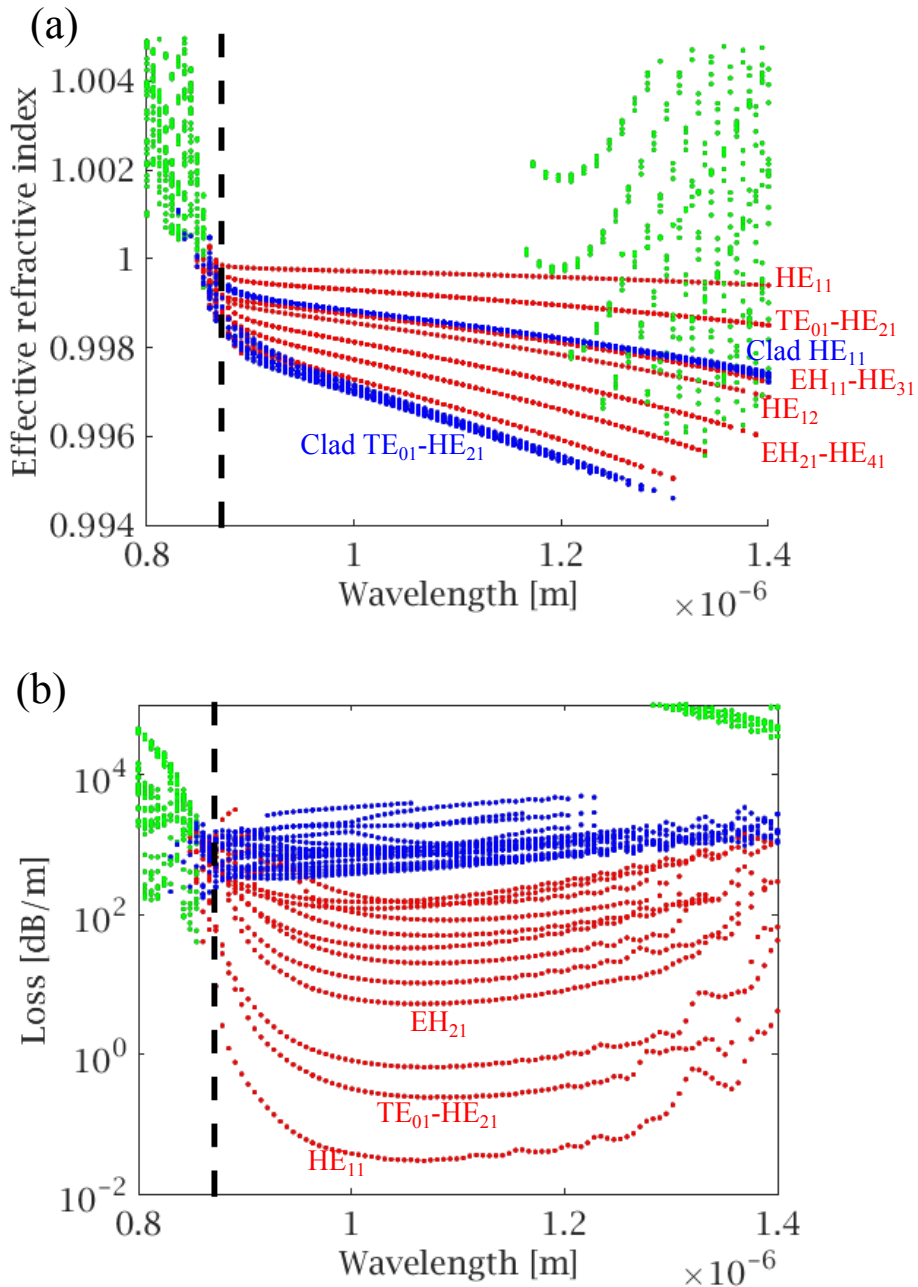 (a)
Effective refractive index
1.004
1.002
1
0.998
0.996
0.994
HE₁₁
TE₀₁-HE₂₁
Clad HE₁₁
EH₁₁-HE₃₁
HE₁₂
EH₂₁-HE₄₁
Clad TE₀₁-HE₂₁
0.8
1
1.2
1.4
Wavelength [m]
×10⁻⁶
(b)
Loss [dB/m]
10⁴
10²
10⁰
10⁻²
EH₂₁
TE₀₁-HE₂₁
HE₁₁
0.8
1
1.2
1.4
Wavelength [m]
×10⁻⁶